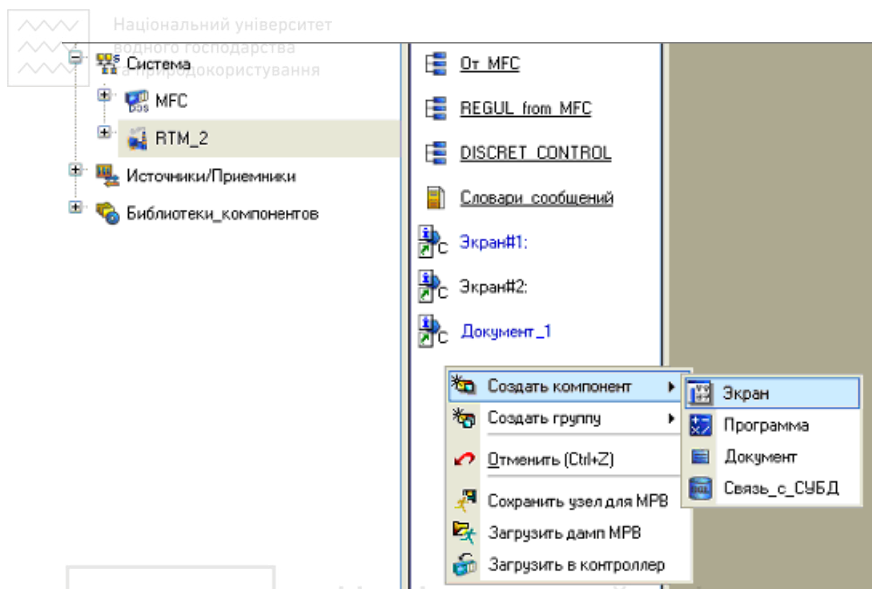 Національний університет
водного господарства
та природокористування
Система
MFC
RTM_2
Источники/Приемники
Библиотеки_компонентов
От_MFC
REGUL_from_MFC
DISCRET_CONTROL
Словари_сообщений
Экран#1:
Экран#2:
Документ_1
Создать компонент
Создать группу
Отменить (Ctrl+Z)
Сохранить узел для МРВ
Загрузить дамп МРВ
Загрузить в контроллер
Экран
Программа
Документ
Связь_с_СУБД